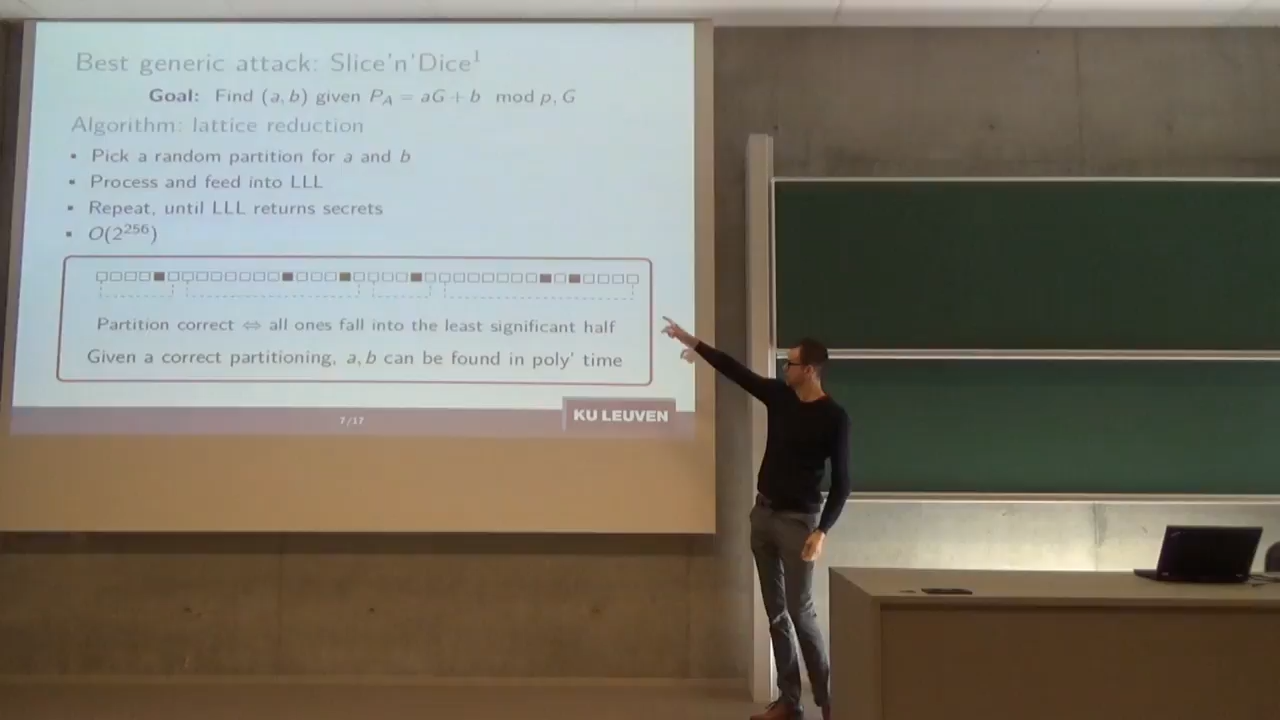 Best generic attack: Slice'n'Dice¹
Goal: Find (a, b) given P_A = aG + b mod p, G
Algorithm: lattice reduction
▪ Pick a random partition for a and b
▪ Process and feed into LLL
▪ Repeat, until LLL returns secrets
▪ O(2²⁵⁶)
Partition correct ⇔ all ones fall into the least significant half
Given a correct partitioning, a, b can be found in poly' time
7/17
KU LEUVEN